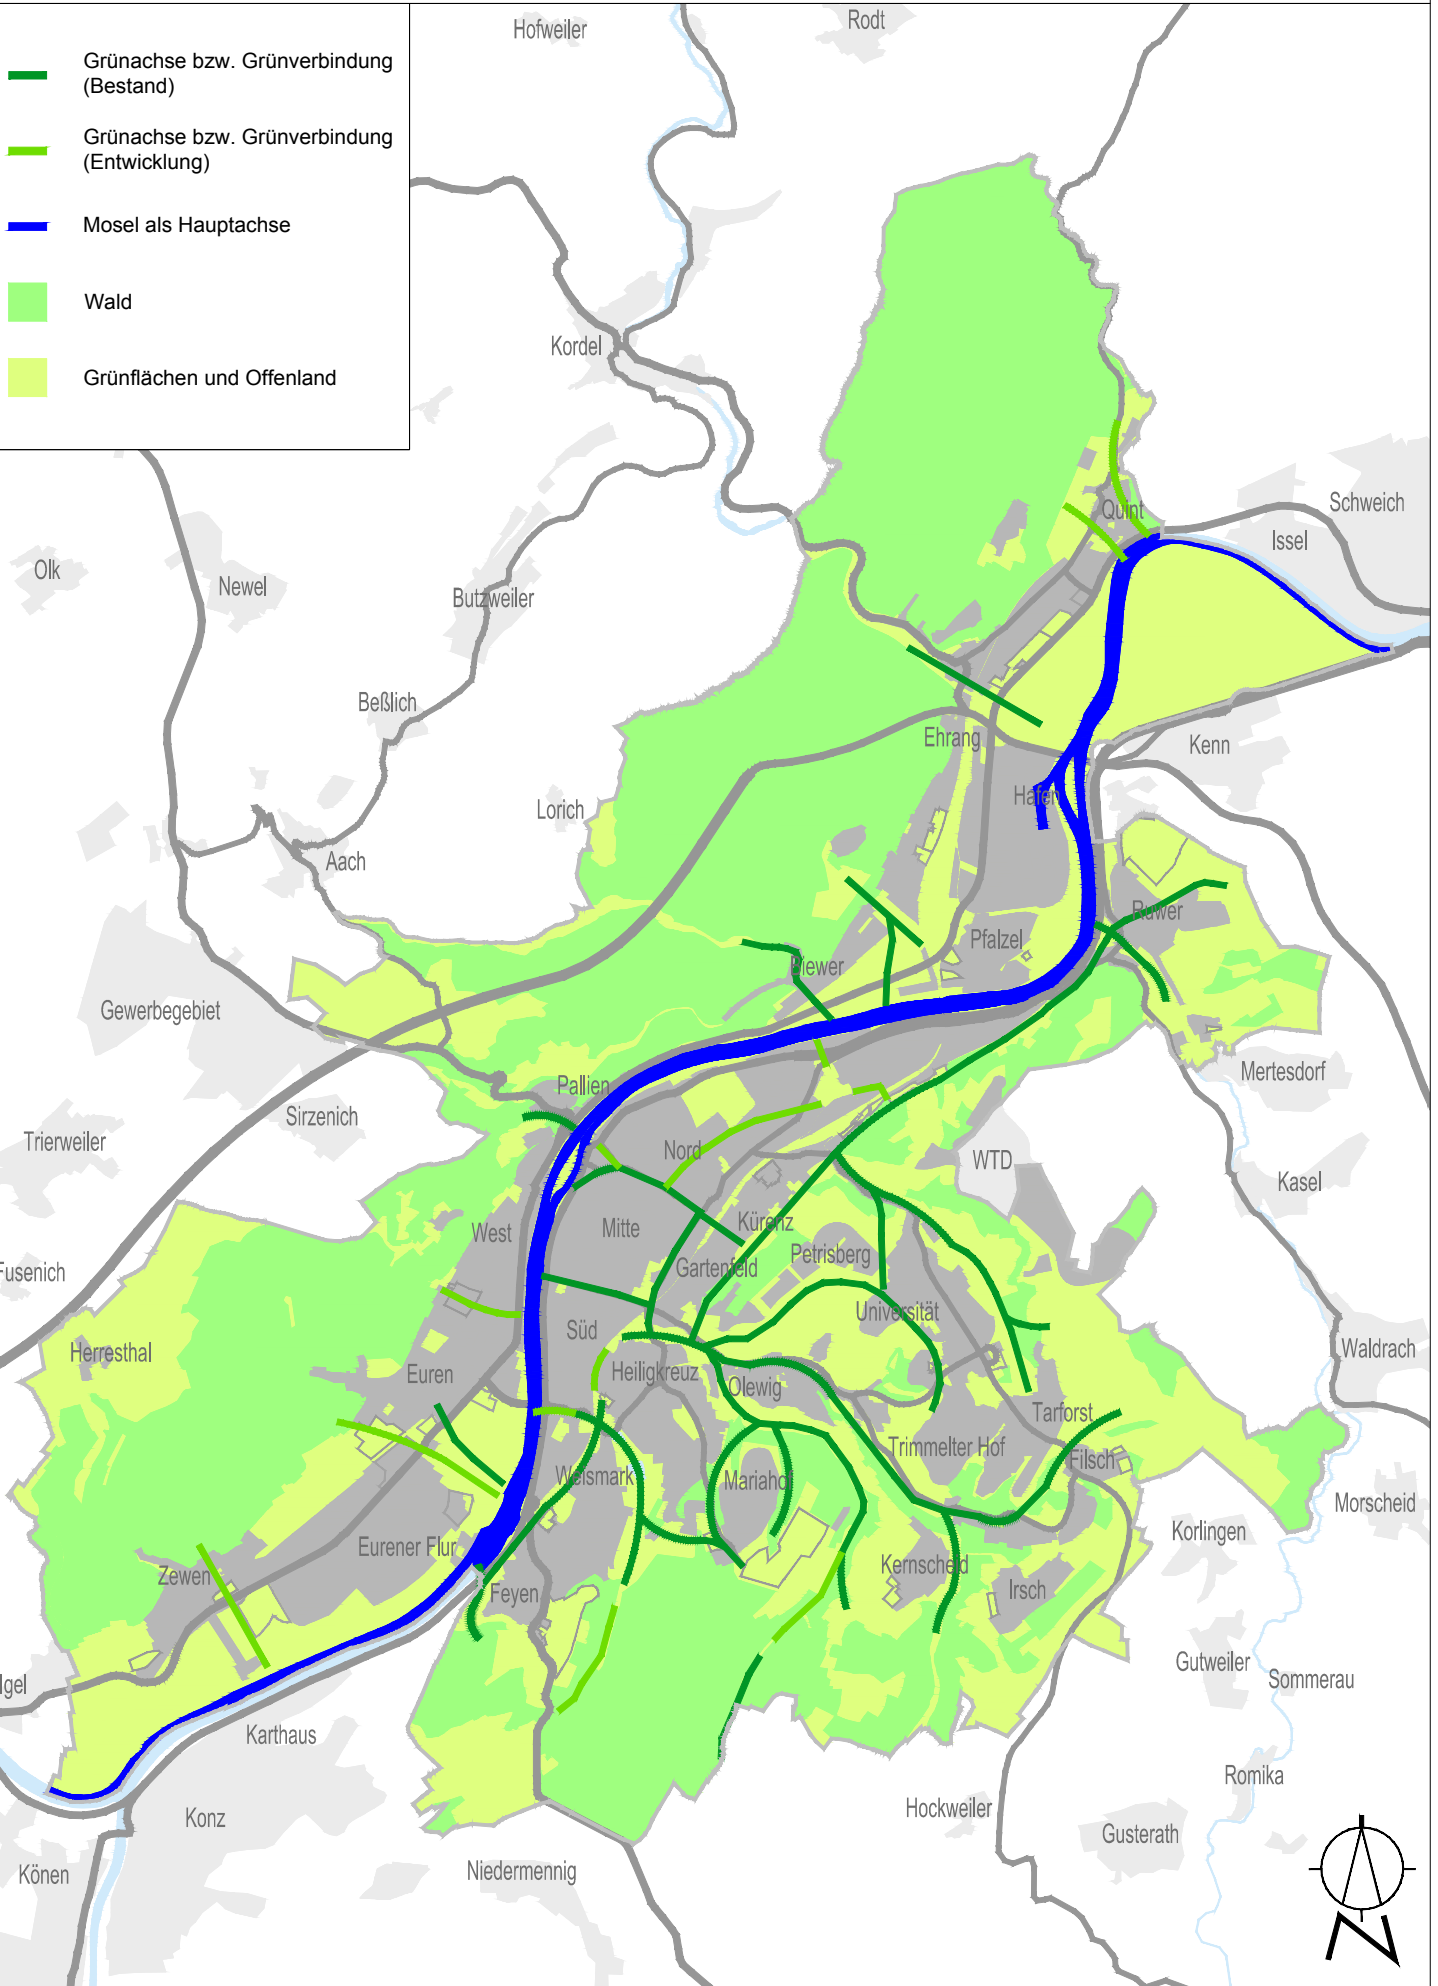 Grünachse bzw. Grünverbindung
(Bestand)
Grünachse bzw. Grünverbindung
(Entwicklung)
Mosel als Hauptachse
Wald
Grünflächen und Offenland
Hofweiler
Rodt
Kordel
Schweich
Quint
Issel
Olk
Newel
Butzweiler
Beßlich
Ehrang
Kenn
Hafen
Lorich
Aach
Ruwer
Pfalzel
Biewer
Gewerbegebiet
Mertesdorf
Pallien
Sirzenich
Trierweiler
Nord
WTD
Kasel
West
Mitte
Kürenz
Petrisberg
Gartenfeld
Fusenich
Universität
Süd
Herresthal
Waldrach
Euren
Heiligkreuz
Olewig
Tarforst
Trimmelter Hof
Filsch
Weismark
Mariahof
Morscheid
Korlingen
Eurener Flur
Zewen
Kernscheid
Feyen
Irsch
Igel
Gutweiler
Sommerau
Karthaus
Romika
Konz
Hockweiler
Gusterath
Könen
Niedermennig
N